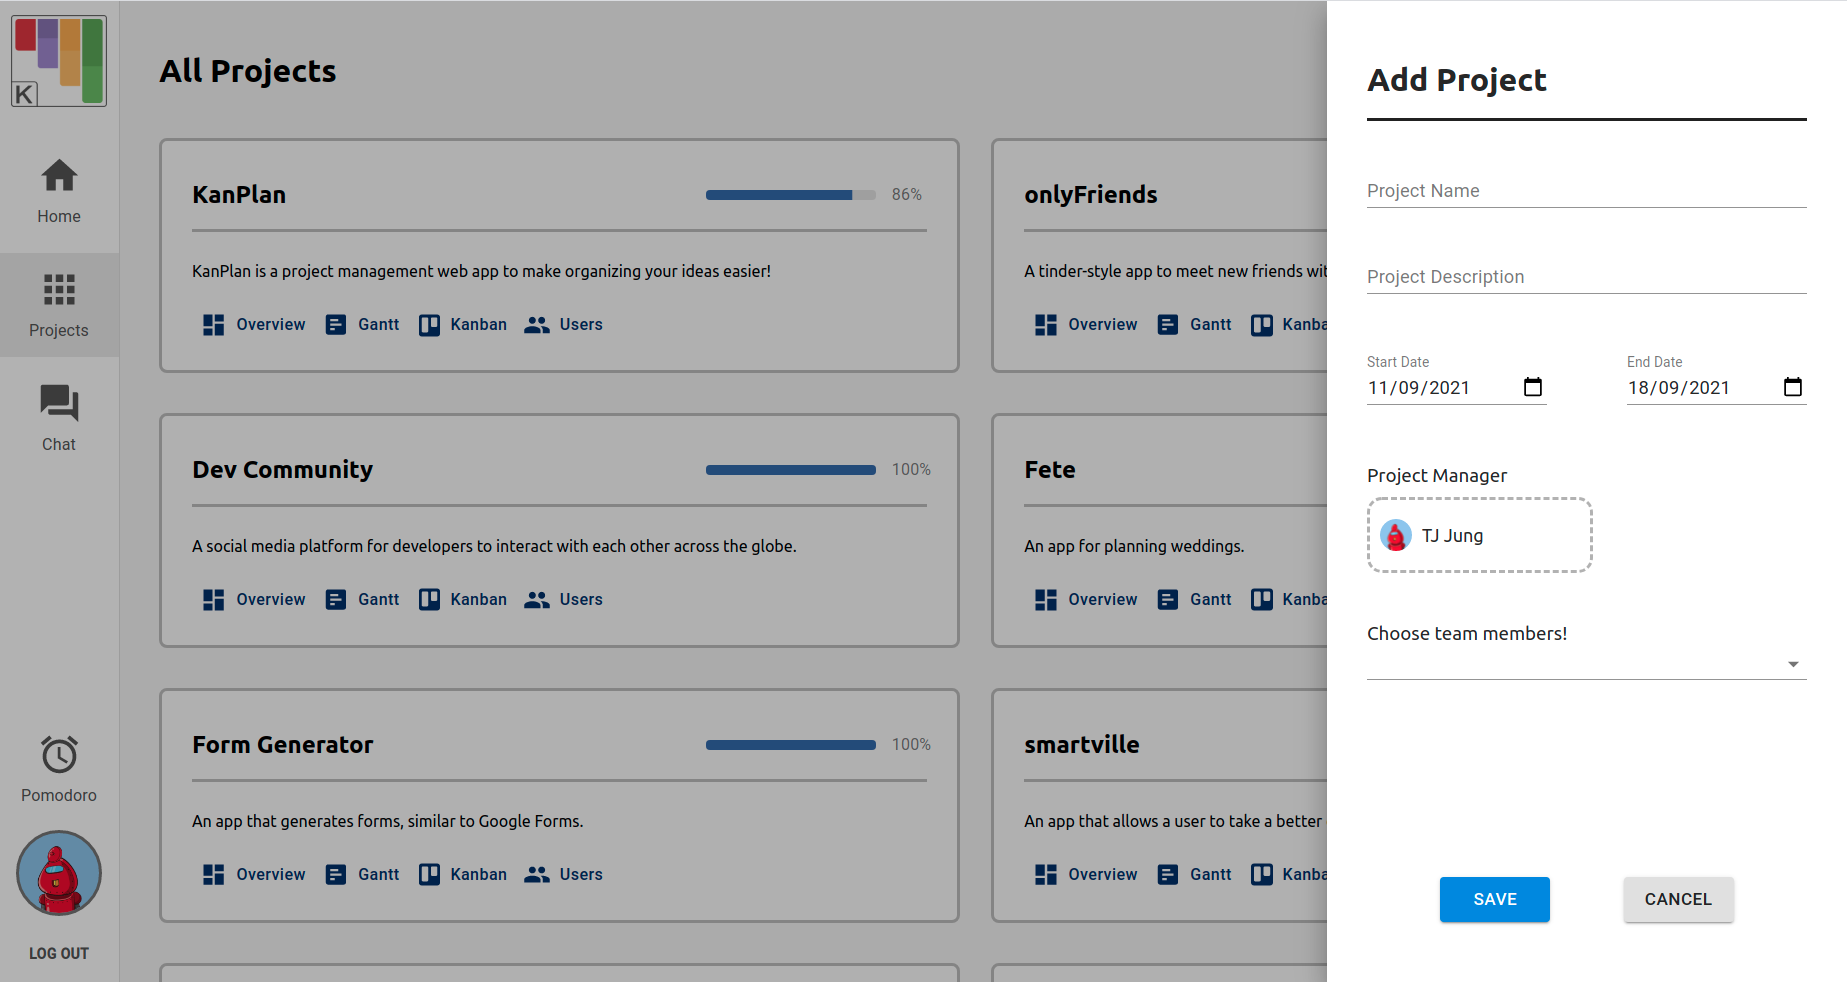 K
Home
Projects
Chat
Pomodoro
LOG OUT
All Projects
KanPlan
86%
KanPlan is a project management web app to make organizing your ideas easier!
Overview Gantt Kanban Users
onlyFriends
A tinder-style app to meet new friends wit
Overview Gantt Kanba
Dev Community
100%
A social media platform for developers to interact with each other across the globe.
Overview Gantt Kanban Users
Fete
An app for planning weddings.
Overview Gantt Kanba
Form Generator
100%
An app that generates forms, similar to Google Forms.
Overview Gantt Kanban Users
smartville
An app that allows a user to take a better
Overview Gantt Kanba
Add Project
Project Name
Project Description
Start Date End Date
11/09/2021 18/09/2021
Project Manager
TJ Jung
Choose team members!
SAVE CANCEL